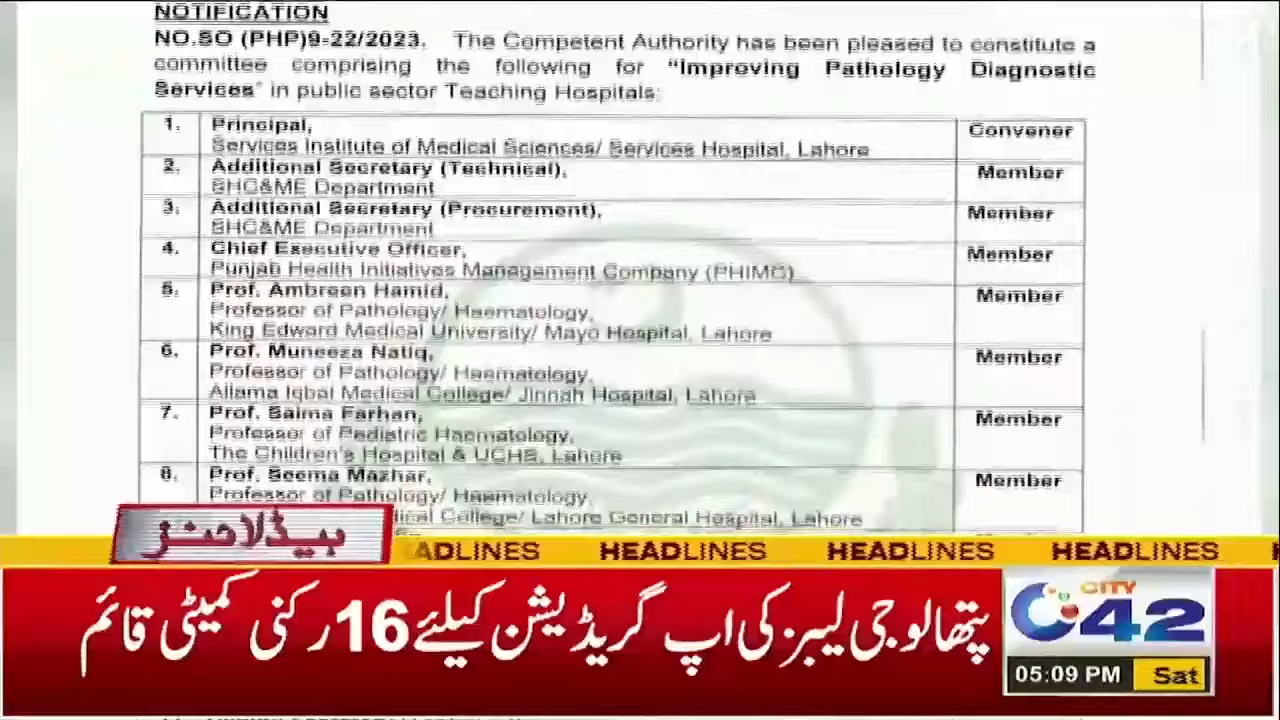 NOTIFICATION
NO.SO (PHP)9-22/2023. The Competent Authority has been pleased to constitute a
committee comprising the following for "Improving Pathology Diagnostic
Services" in public sector Teaching Hospitals:
1. Principal, Convener
Services Institute of Medical Sciences/ Services Hospital, Lahore
2. Additional Secretary (Technical), Member
SHC&ME Department
3. Additional Secretary (Procurement), Member
SHC&ME Department
4. Chief Executive Officer, Member
Punjab Health Initiatives Management Company (PHIMC)
5. Prof. Ambreen Hamid, Member
Professor of Pathology/ Haematology,
King Edward Medical University/ Mayo Hospital, Lahore
6. Prof. Muneeza Natiq, Member
Professor of Pathology/ Haematology,
Allama Iqbal Medical College/ Jinnah Hospital, Lahore
7. Prof. Saima Farhan, Member
Professor of Pediatric Haematology,
The Children's Hospital & UCHS, Lahore
8. Prof. Seema Mazhar, Member
Professor of Pathology/ Haematology,
ical College/ Lahore General Hospital, Lahore
ہیڈلائنز
ADLINES HEADLINES HEADLINES HEADLINES
پتھالوجی لیبز کی اپ گریڈیشن کیلئے 16 رکنی کمیٹی قائم
CITY
42
05:09 PM Sat